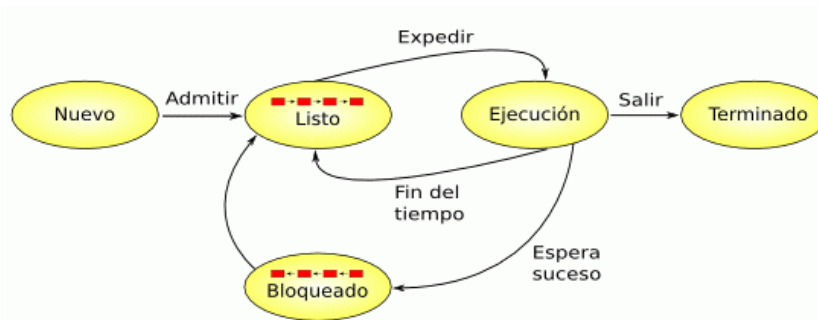 Expedir
Nuevo
Admitir
Listo
Ejecución
Salir
Terminado
Fin del
tiempo
Espera
suceso
Bloqueado